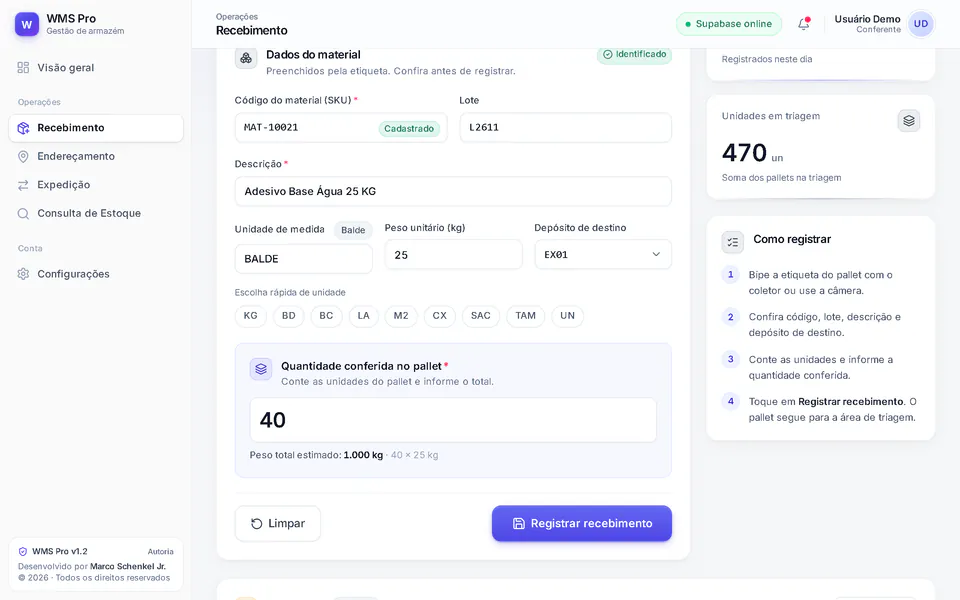 W
WMS Pro
Gestão de armazém
Visão geral
Operações
Recebimento
Endereçamento
Expedição
Consulta de Estoque
Conta
Configurações
WMS Pro v1.2
Autoria
Desenvolvido por Marco Schenkel Jr.
© 2026 · Todos os direitos reservados
Operações
Recebimento
Supabase online
Usuário Demo
Conferente
UD
Dados do material
Preenchidos pela etiqueta. Confira antes de registrar.
Identificado
Código do material (SKU) *
MAT-10021
Cadastrado
Lote
L2611
Descrição *
Adesivo Base Água 25 KG
Unidade de medida
Balde
BALDE
Peso unitário (kg)
25
Depósito de destino
EX01
Escolha rápida de unidade
KG
BD
BC
LA
M2
CX
SAC
TAM
UN
Quantidade conferida no pallet *
Conte as unidades do pallet e informe o total.
40
Peso total estimado: 1.000 kg · 40 × 25 kg
Limpar
Registrar recebimento
Registrados neste dia
Unidades em triagem
470 un
Soma dos pallets na triagem
Como registrar
1
Bipe a etiqueta do pallet com o
coletor ou use a câmera.
2
Confira código, lote, descrição e
depósito de destino.
3
Conte as unidades e informe a
quantidade conferida.
4
Toque em Registrar recebimento. O
pallet segue para a área de triagem.